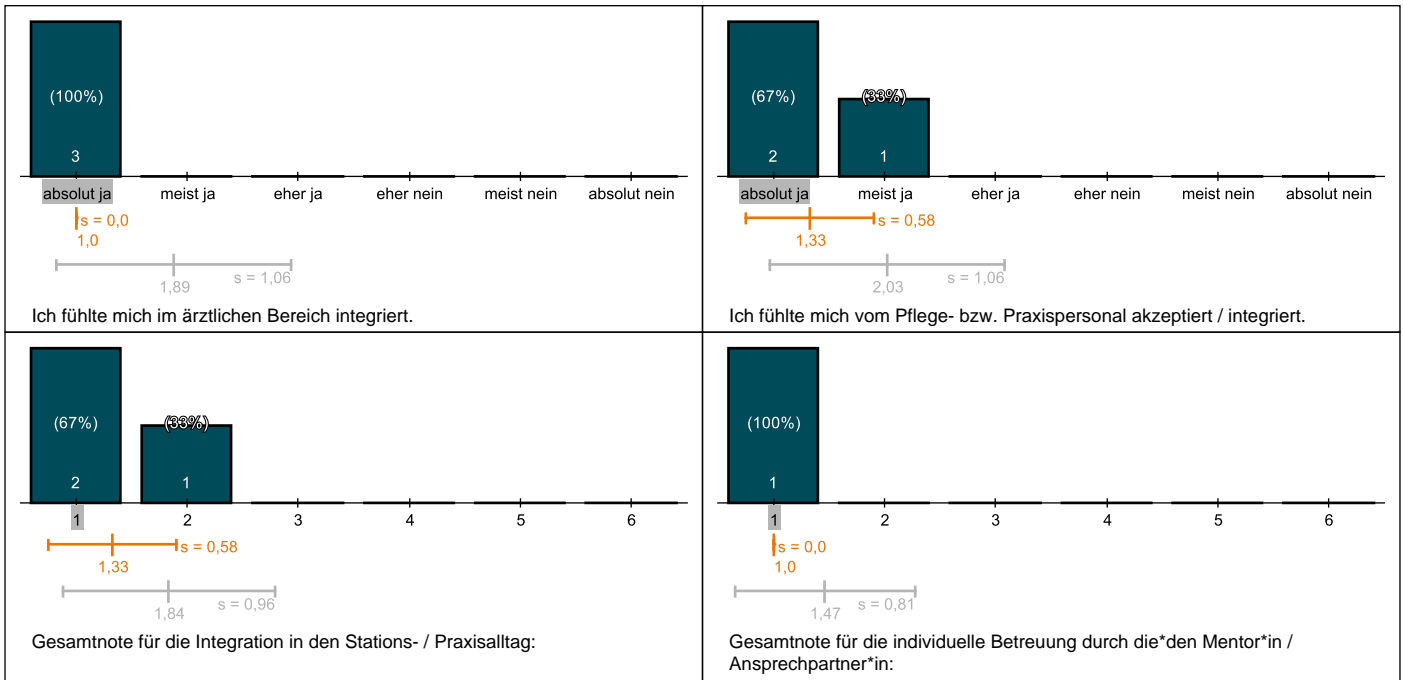 (100%)
3
absolut ja meist ja eher ja eher nein meist nein absolut nein
s = 0,0
1,0
s = 1,06
1,89
Ich fühlte mich im ärztlichen Bereich integriert.
(67%) (33%)
2 1
absolut ja meist ja eher ja eher nein meist nein absolut nein
s = 0,58
1,33
s = 1,06
2,03
Ich fühlte mich vom Pflege- bzw. Praxispersonal akzeptiert / integriert.
(67%) (33%)
2 1
1 2 3 4 5 6
s = 0,58
1,33
s = 0,96
1,84
Gesamtnote für die Integration in den Stations- / Praxisalltag:
(100%)
1
1 2 3 4 5 6
s = 0,0
1,0
s = 0,81
1,47
Gesamtnote für die individuelle Betreuung durch die*den Mentor*in /
Ansprechpartner*in: